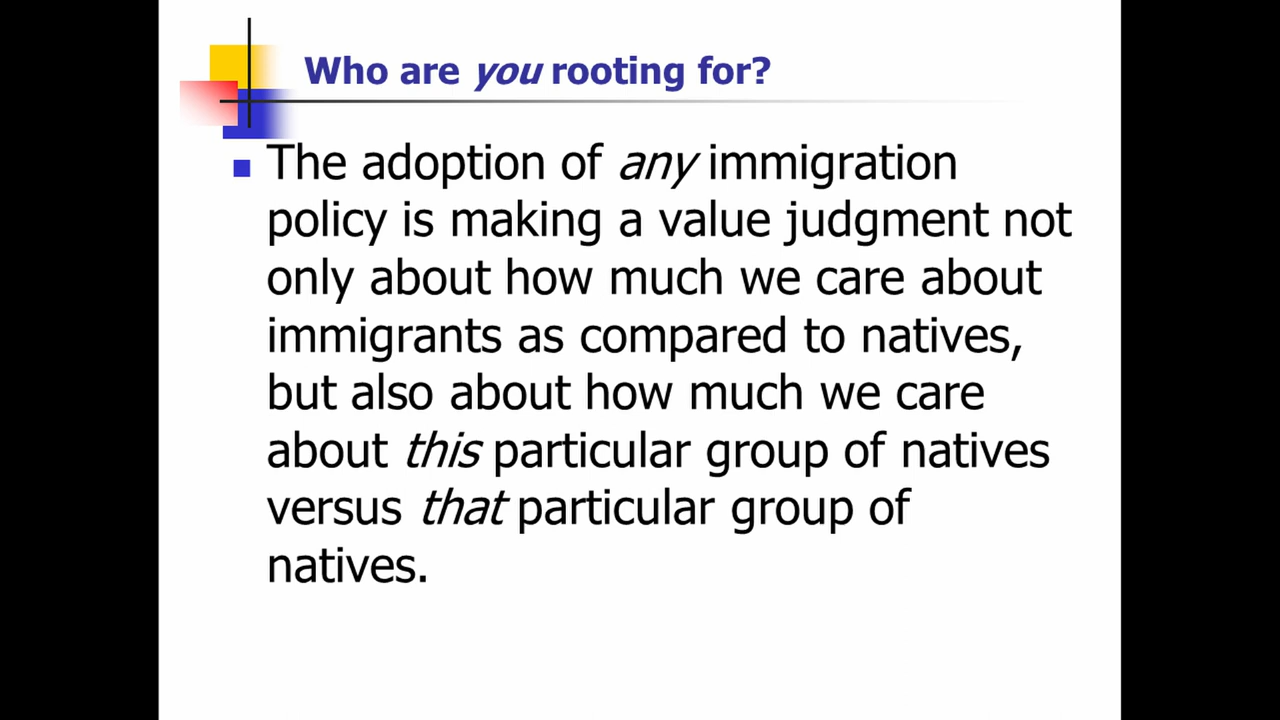 Who are you rooting for?
The adoption of any immigration
policy is making a value judgment not
only about how much we care about
immigrants as compared to natives,
but also about how much we care
about this particular group of natives
versus that particular group of
natives.